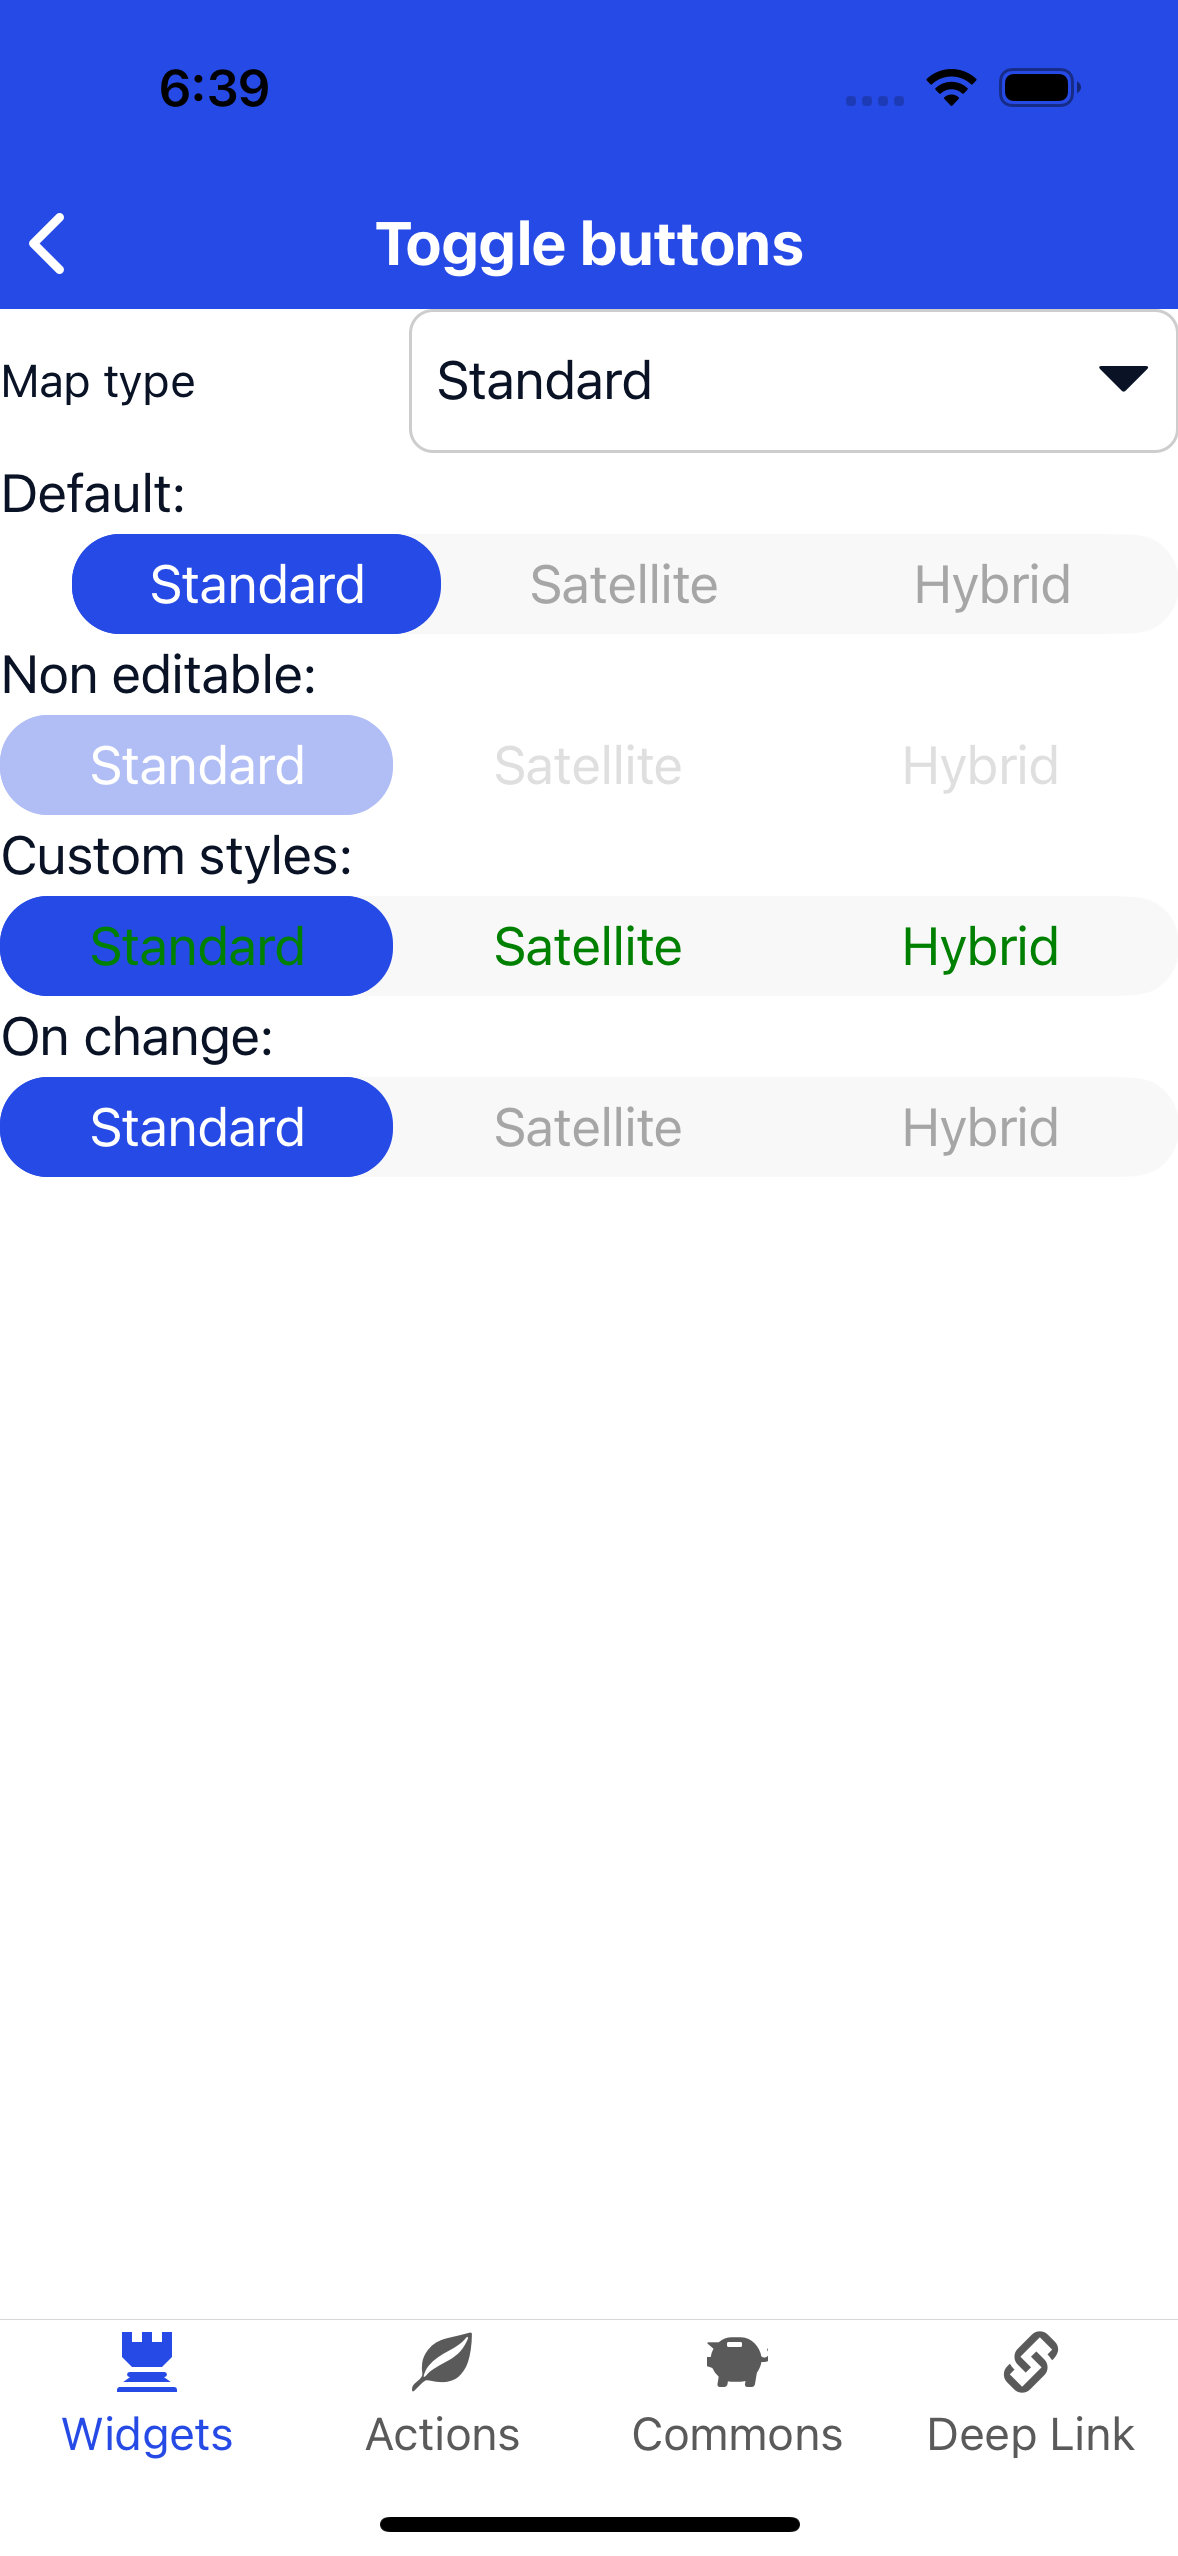 6:39
Toggle buttons
Map type
Standard
Default:
Standard Satellite Hybrid
Non editable:
Standard Satellite Hybrid
Custom styles:
Standard Satellite Hybrid
On change:
Standard Satellite Hybrid
Widgets Actions Commons Deep Link